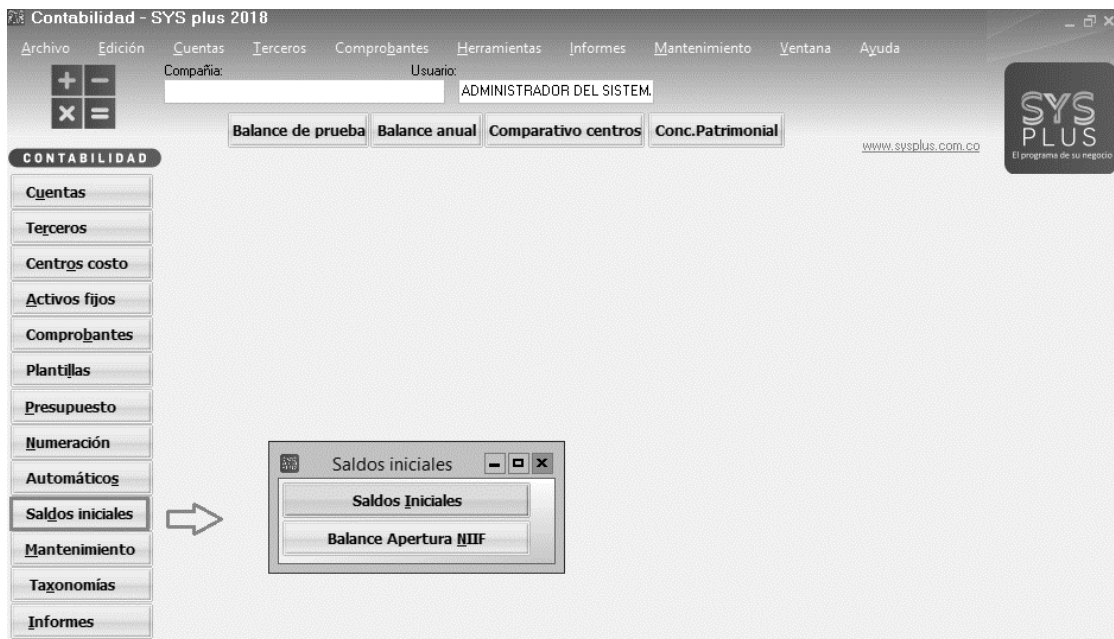 Contabilidad - SYS plus 2018
Archivo Edición Cuentas Terceros Comprobantes Herramientas Informes Mantenimiento Ventana Ayuda
Compañia: Usuario:
ADMINISTRADOR DEL SISTEM.
Balance de prueba Balance anual Comparativo centros Conc.Patrimonial
www.sysplus.com.co
SYS
PLUS
El programa de su negocio
CONTABILIDAD
Cuentas
Terceros
Centros costo
Activos fijos
Comprobantes
Plantillas
Presupuesto
Numeración
Automáticos
Saldos iniciales
Mantenimiento
Taxonomías
Informes
Saldos iniciales
Saldos Iniciales
Balance Apertura NIIF